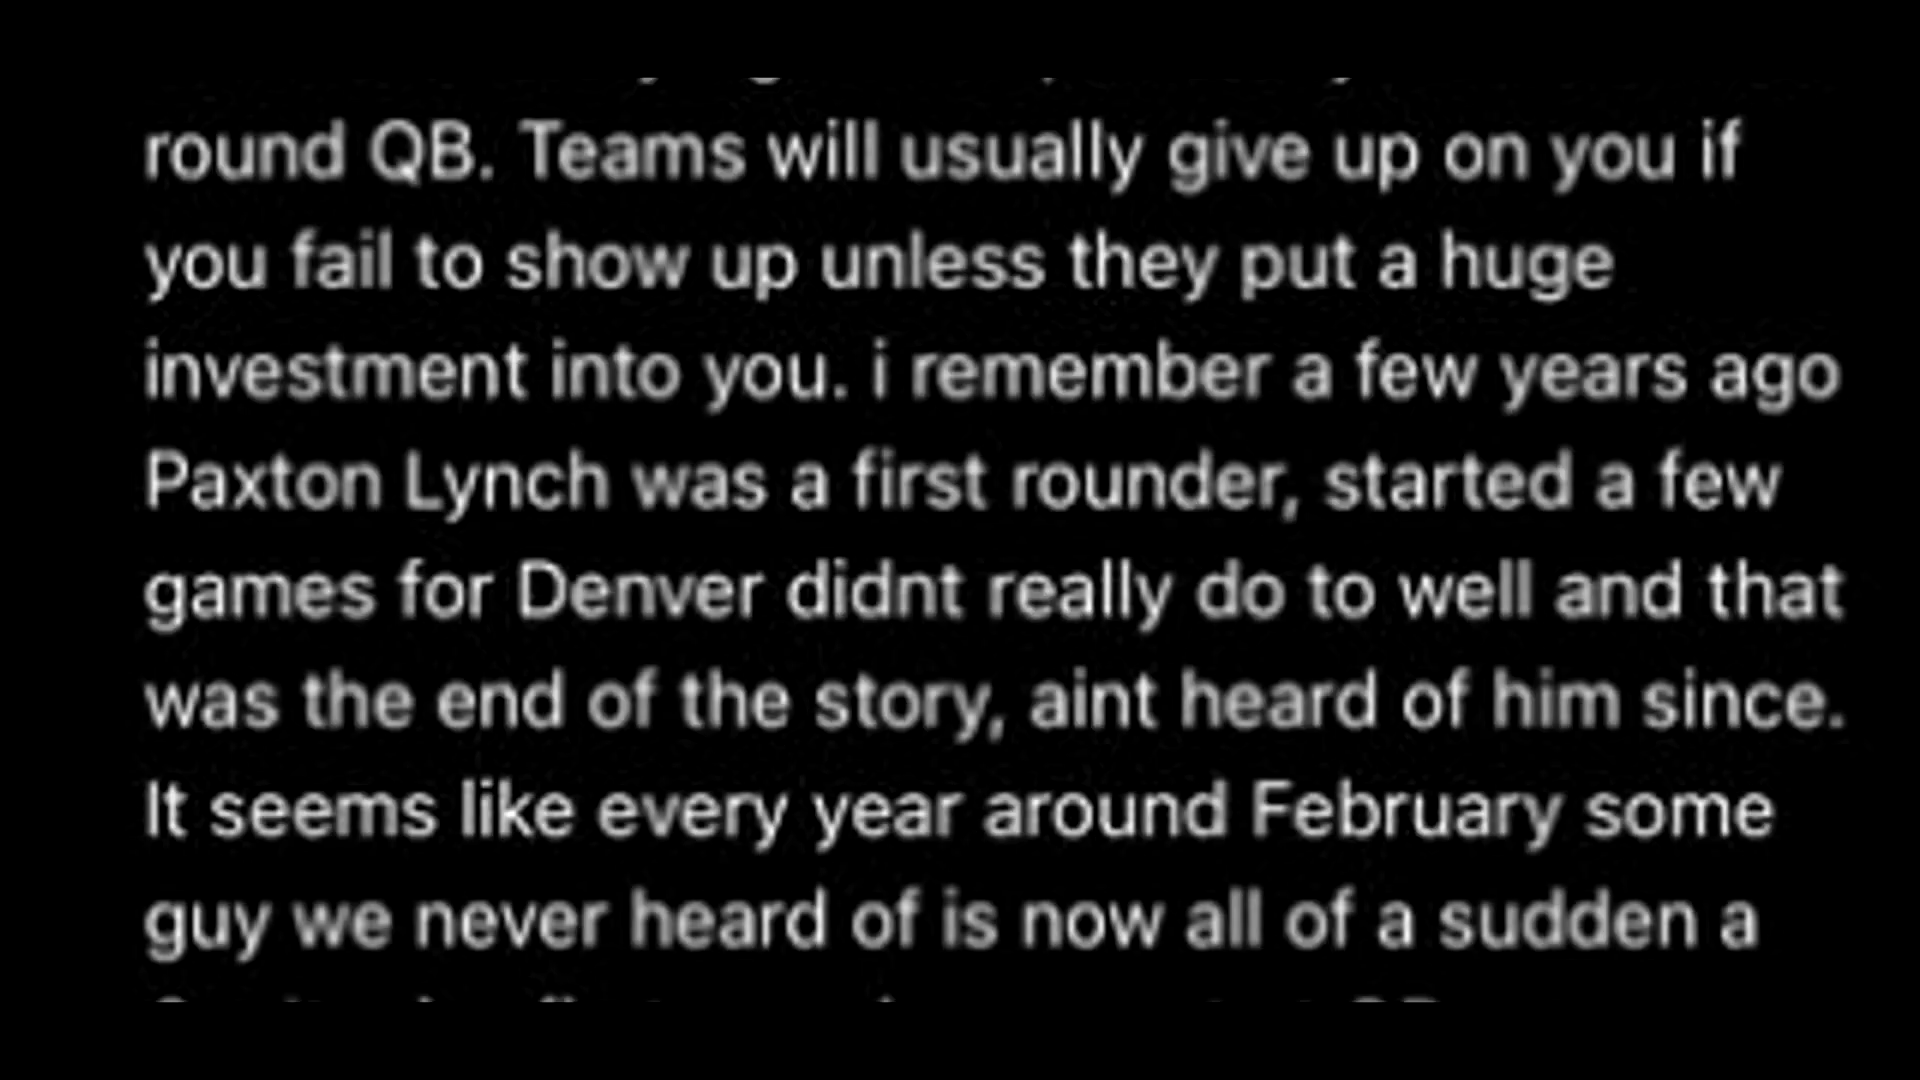 round QB. Teams will usually give up on you if
you fail to show up unless they put a huge
investment into you. i remember a few years ago
Paxton Lynch was a first rounder, started a few
games for Denver didnt really do to well and that
was the end of the story, aint heard of him since.
It seems like every year around February some
guy we never heard of is now all of a sudden a